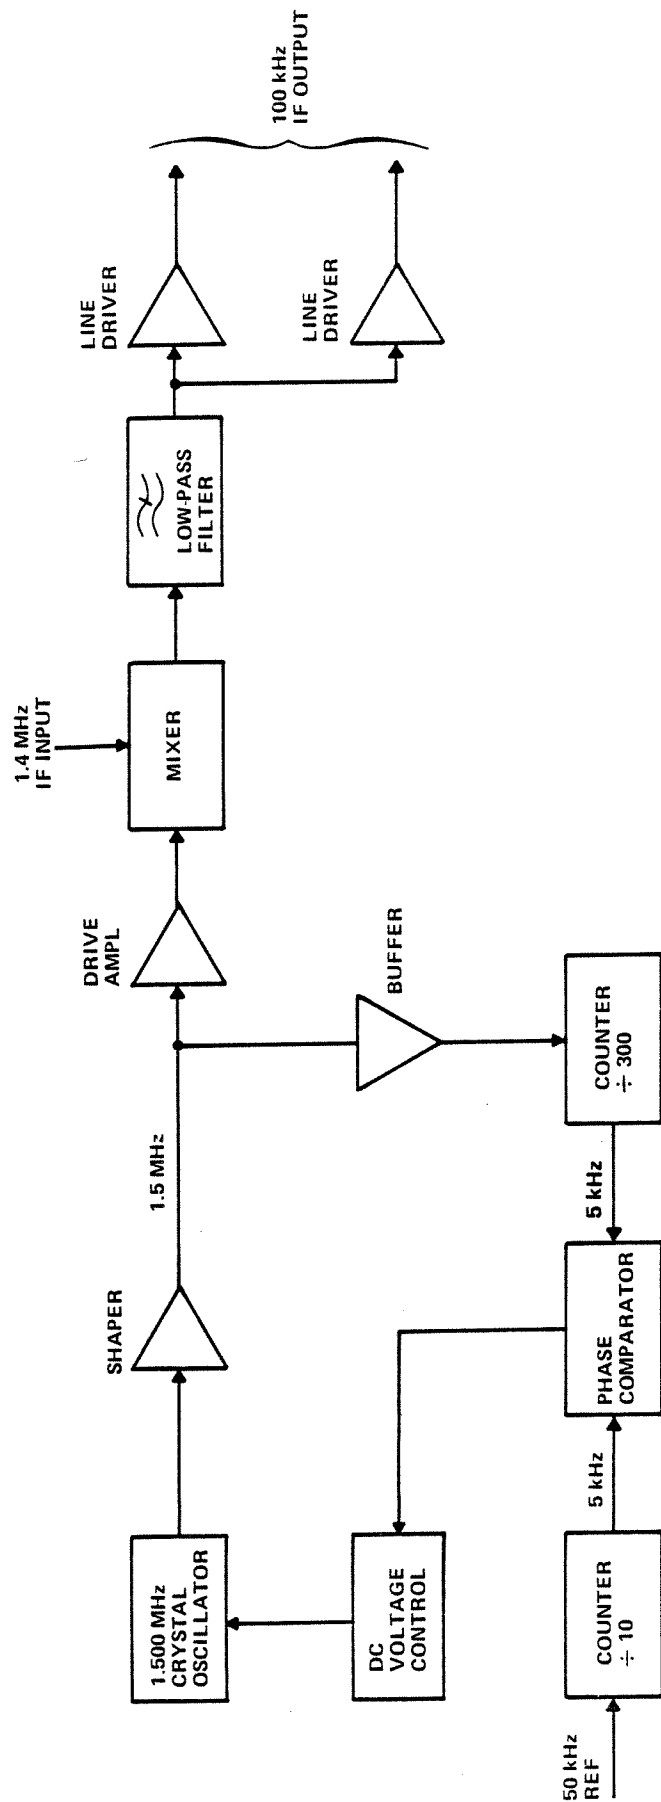 1.500 MHz
CRYSTAL
OSCILLATOR
SHAPER
1.5 MHz
DRIVE
AMPL
1.4 MHz
IF INPUT
MIXER
LOW-PASS
FILTER
LINE
DRIVER
LINE
DRIVER
100 kHz
IF OUTPUT
DC
VOLTAGE
CONTROL
BUFFER
50 kHz
REF
COUNTER
÷ 10
5 kHz
PHASE
COMPARATOR
5 kHz
COUNTER
÷ 300